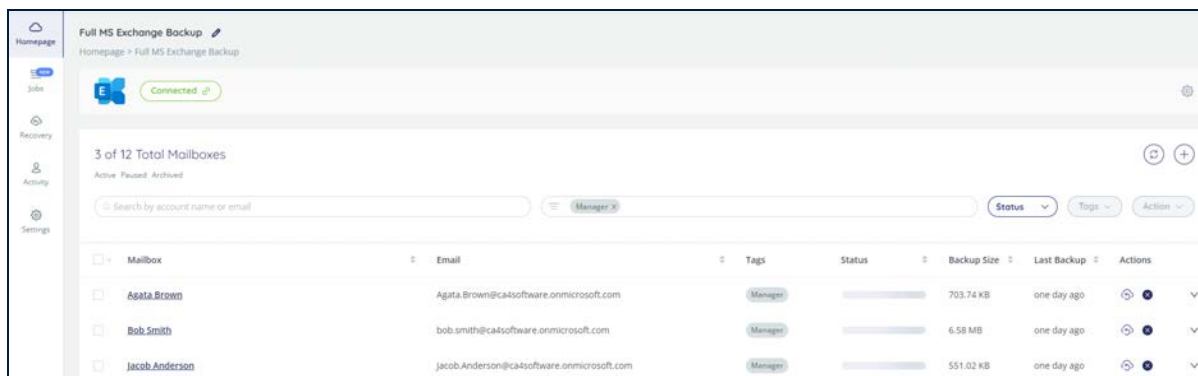 Homepage
NEW
Jobs
Recovery
Activity
Settings
Full MS Exchange Backup
Homepage > Full MS Exchange Backup
E
Connected
3 of 12 Total Mailboxes
Active Paused Archived
Search by account name or email
Manager x
Status
Tags
Action
Mailbox Email Tags Status Backup Size Last Backup Actions
Agata Brown Agata.Brown@ca4software.onmicrosoft.com Manager 703.74 KB one day ago
Bob Smith bob.smith@ca4software.onmicrosoft.com Manager 6.58 MB one day ago
Jacob Anderson Jacob.Anderson@ca4software.onmicrosoft.com Manager 551.02 KB one day ago